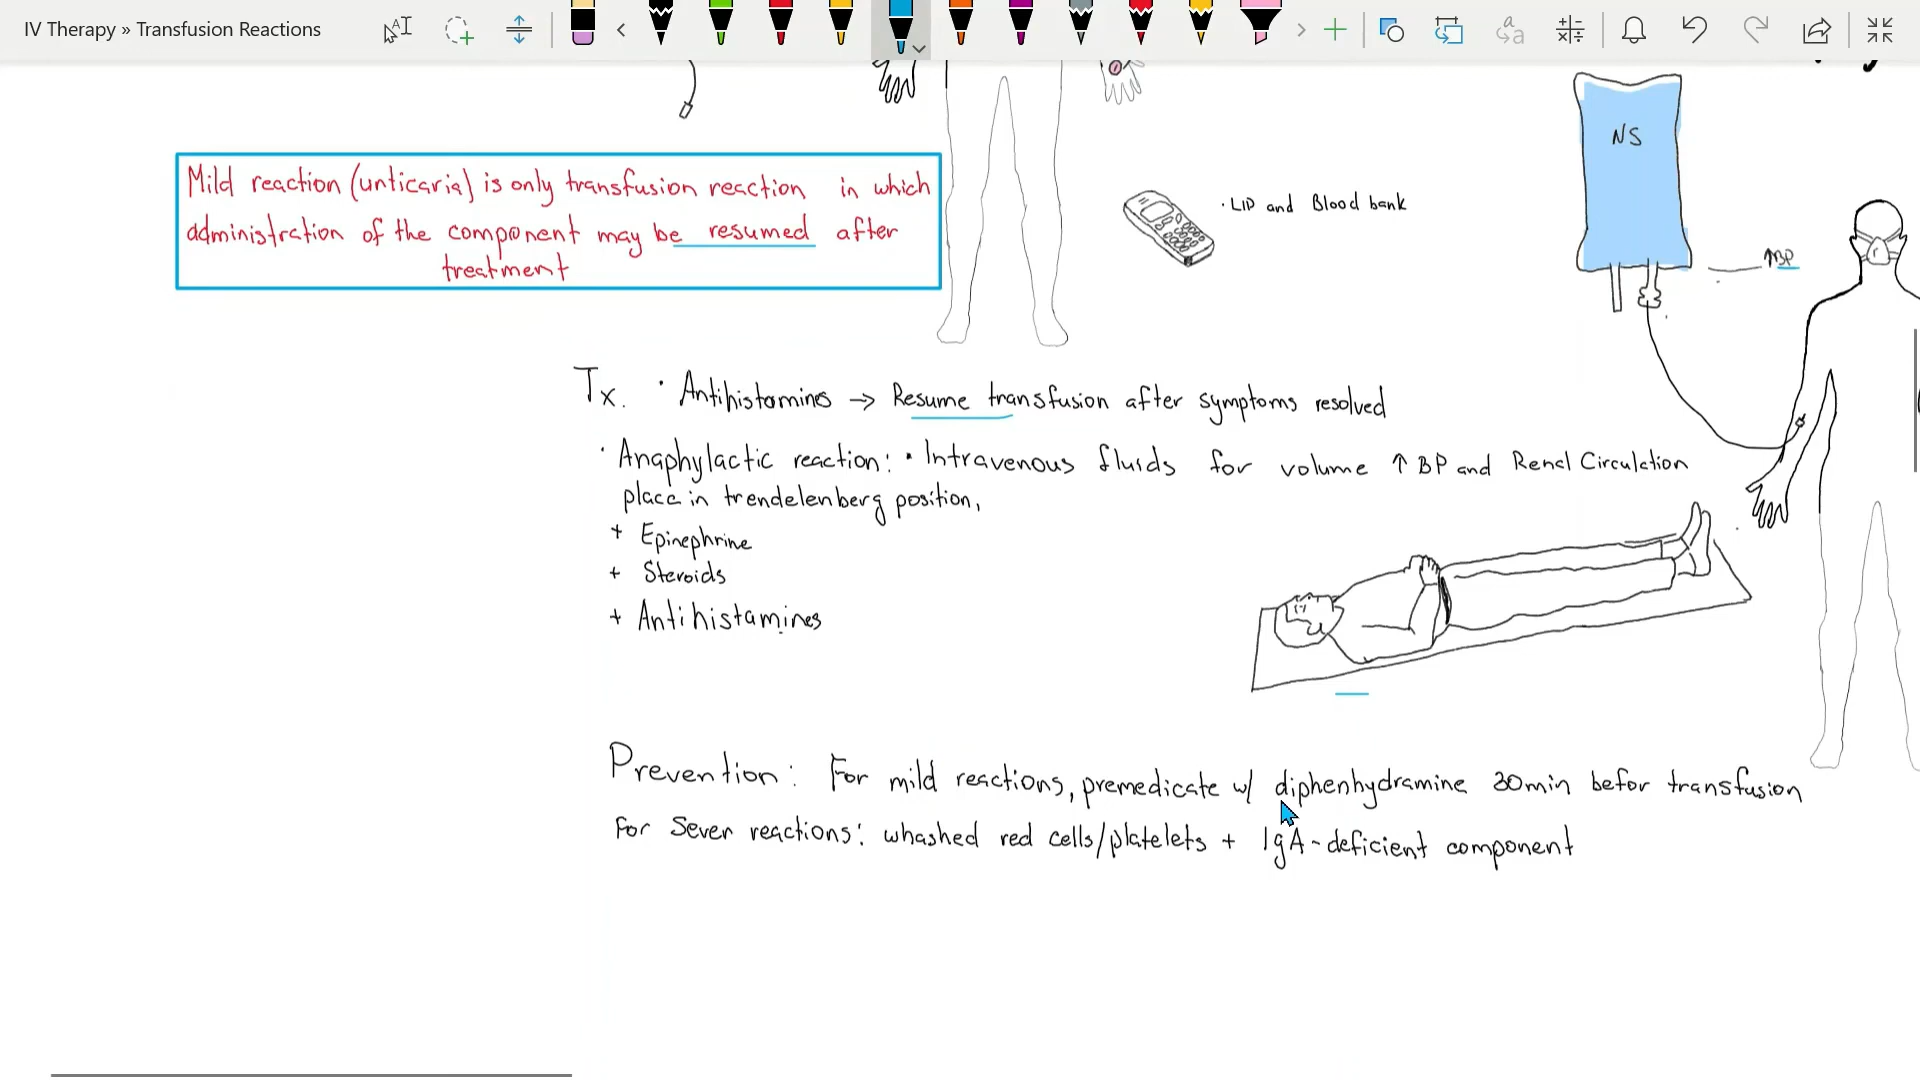 IV Therapy » Transfusion Reactions
NS
Mild reaction (unticaria) is only transfusion reaction in which
administration of the component may be resumed after
treatment
· LIP and Blood bank
↑BP
Tx. · Antihistamins → Resume transfusion after symptoms resolved
· Anaphylactic reaction: · Intravenous fluids for volume ↑ BP and Renal Circulation
place in trendelenberg position,
+ Epinephrine
+ Steroids
+ Antihistamines
Prevention: For mild reactions, premedicate w/ diphenhydramine 30min befor transfusion
For Sever reactions: whashed red cells/platelets + IgA-deficient component